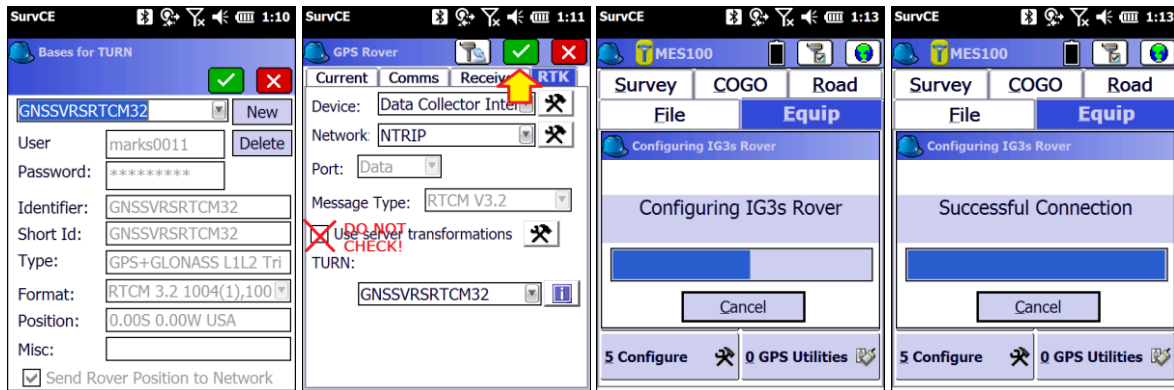 SurvCE 1:10
Bases for TURN
GNSSVRSRTCM32 New
User marks0011 Delete
Password: *********
Identifier: GNSSVRSRTCM32
Short Id: GNSSVRSRTCM32
Type: GPS+GLONASS L1L2 Tri
Format: RTCM 3.2 1004(1),100
Position: 0.00S 0.00W USA
Misc:
Send Rover Position to Network
SurvCE 1:11
GPS Rover
Current Comms Receive RTK
Device: Data Collector Inter
Network: NTRIP
Port: Data
Message Type: RTCM V3.2
Use server transformations
DO NOT
CHECK!
TURN:
GNSSVRSRTCM32
SurvCE 1:13
MES100
Survey COGO Road
File Equip
Configuring IG3s Rover
Configuring IG3s Rover
Cancel
5 Configure 0 GPS Utilities
SurvCE 1:13
MES100
Survey COGO Road
File Equip
Configuring IG3s Rover
Successful Connection
Cancel
5 Configure 0 GPS Utilities